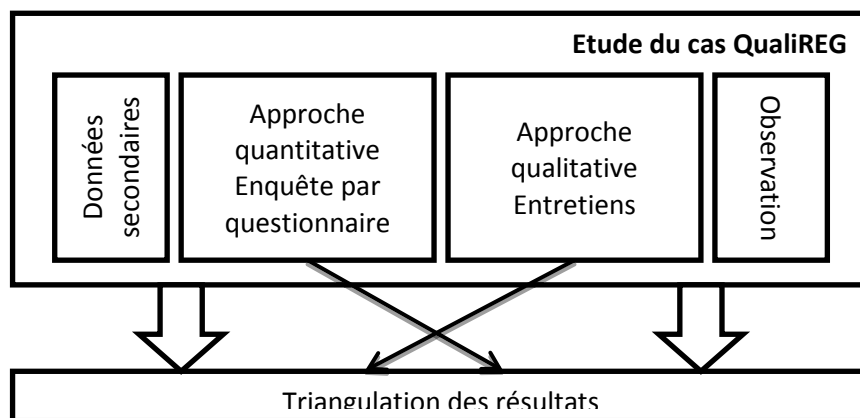 Etude du cas QualiREG
Données
secondaires
Approche
quantitative
Enquête par
questionnaire
Approche
qualitative
Entretiens
Observation
Triangulation des résultats